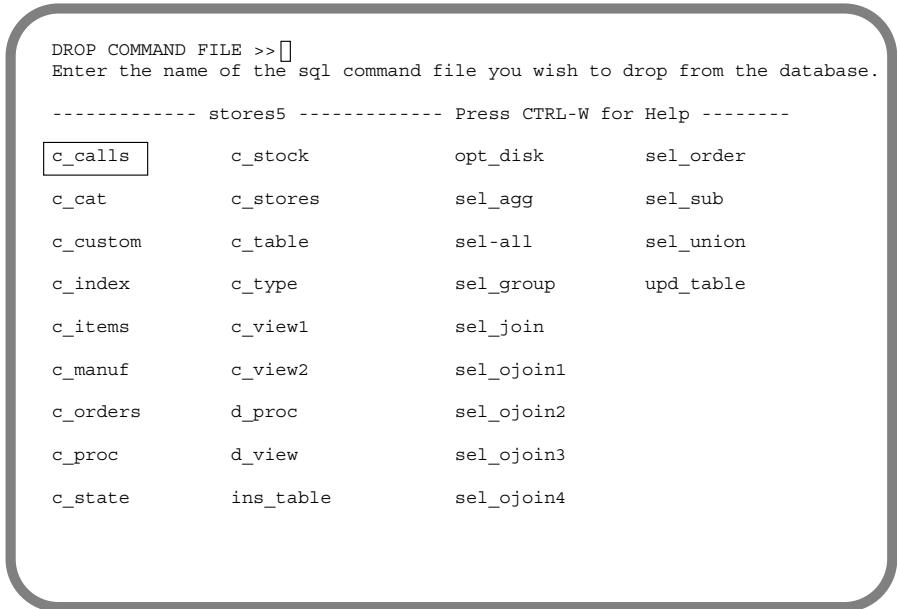 DROP COMMAND FILE >>
Enter the name of the sql command file you wish to drop from the database.
------------- stores5 ------------- Press CTRL-W for Help --------
c_calls c_stock opt_disk sel_order
c_cat c_stores sel_agg sel_sub
c_custom c_table sel-all sel_union
c_index c_type sel_group upd_table
c_items c_view1 sel_join
c_manuf c_view2 sel_ojoin1
c_orders d_proc sel_ojoin2
c_proc d_view sel_ojoin3
c_state ins_table sel_ojoin4